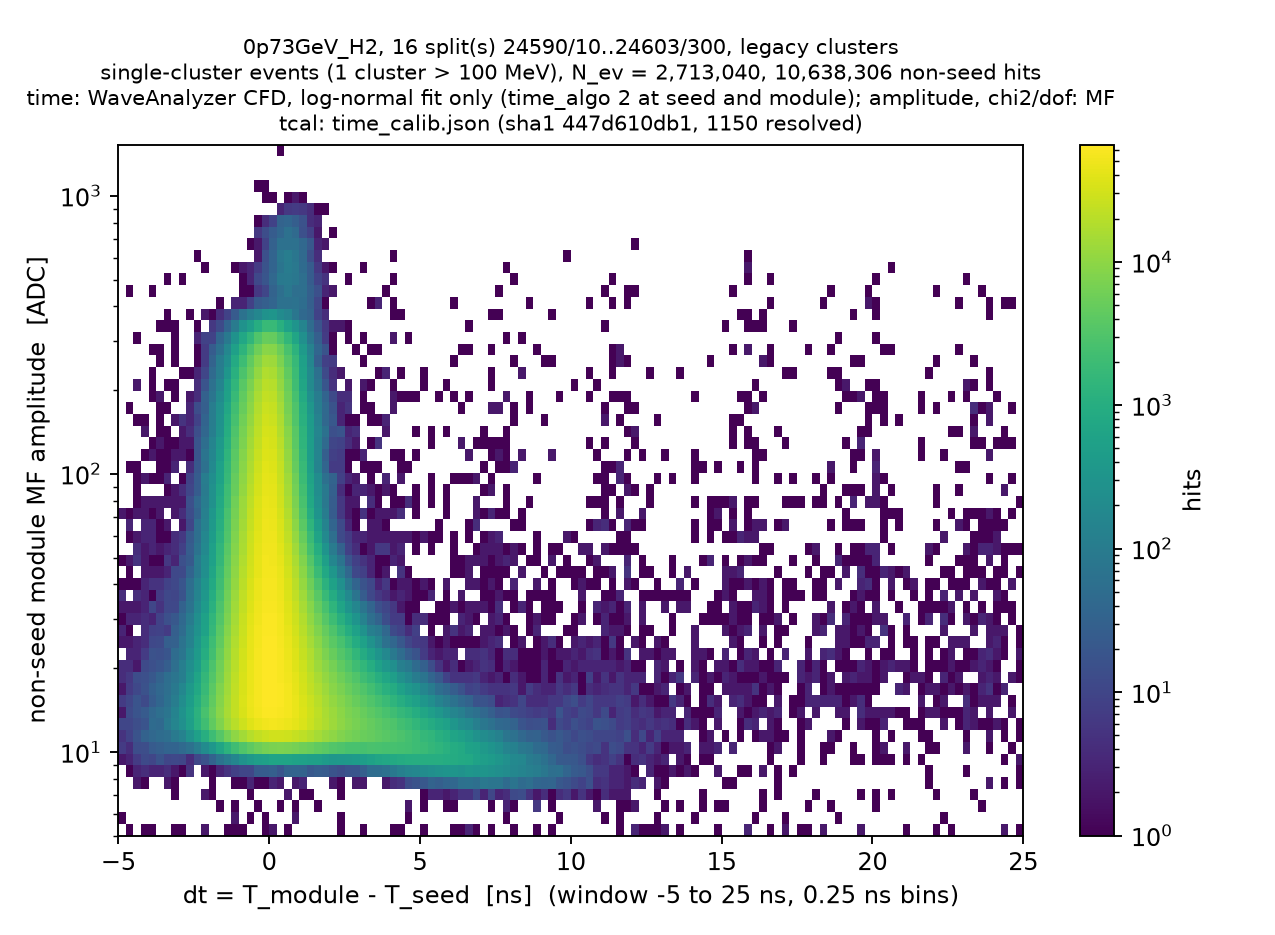 0p73GeV_H2, 16 split(s) 24590/10..24603/300, legacy clusters
single-cluster events (1 cluster > 100 MeV), N_ev = 2,713,040, 10,638,306 non-seed hits
time: WaveAnalyzer CFD, log-normal fit only (time_algo 2 at seed and module); amplitude, chi2/dof: MF
tcal: time_calib.json (sha1 447d610db1, 1150 resolved)
non-seed module MF amplitude [ADC]
10³
10²
10¹
−5 0 5 10 15 20 25
dt = T_module - T_seed [ns] (window -5 to 25 ns, 0.25 ns bins)
10⁴
10³
10²
10¹
10⁰
hits